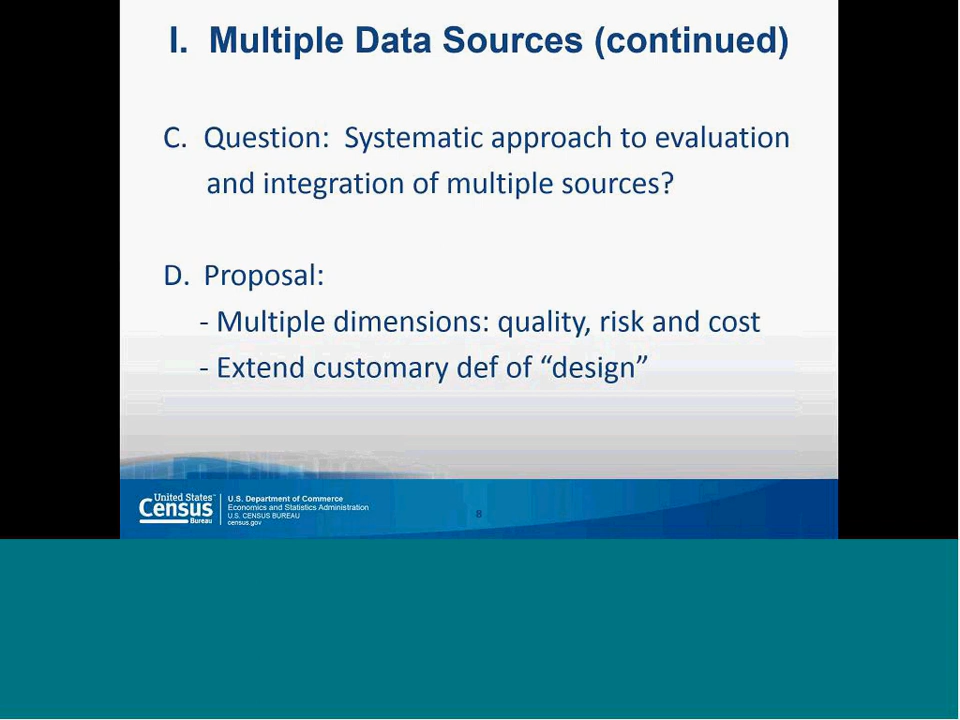 I. Multiple Data Sources (continued)
C. Question: Systematic approach to evaluation
and integration of multiple sources?
D. Proposal:
- Multiple dimensions: quality, risk and cost
- Extend customary def of “design”
United States™
Census
Bureau
U.S. Department of Commerce
Economics and Statistics Administration
U.S. CENSUS BUREAU
census.gov
8